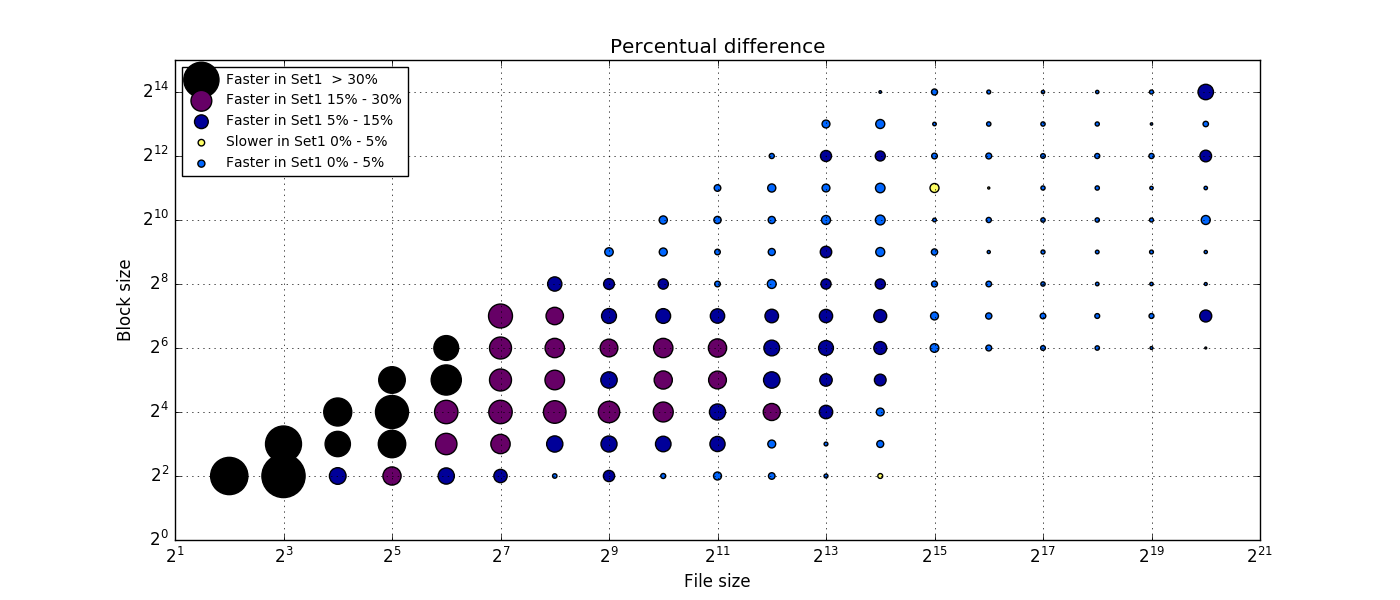 Percentual difference
Faster in Set1 > 30%
Faster in Set1 15% - 30%
Faster in Set1 5% - 15%
Slower in Set1 0% - 5%
Faster in Set1 0% - 5%
Block size
2^14
2^12
2^10
2^8
2^6
2^4
2^2
2^0
2^1 2^3 2^5 2^7 2^9 2^11 2^13 2^15 2^17 2^19 2^21
File size